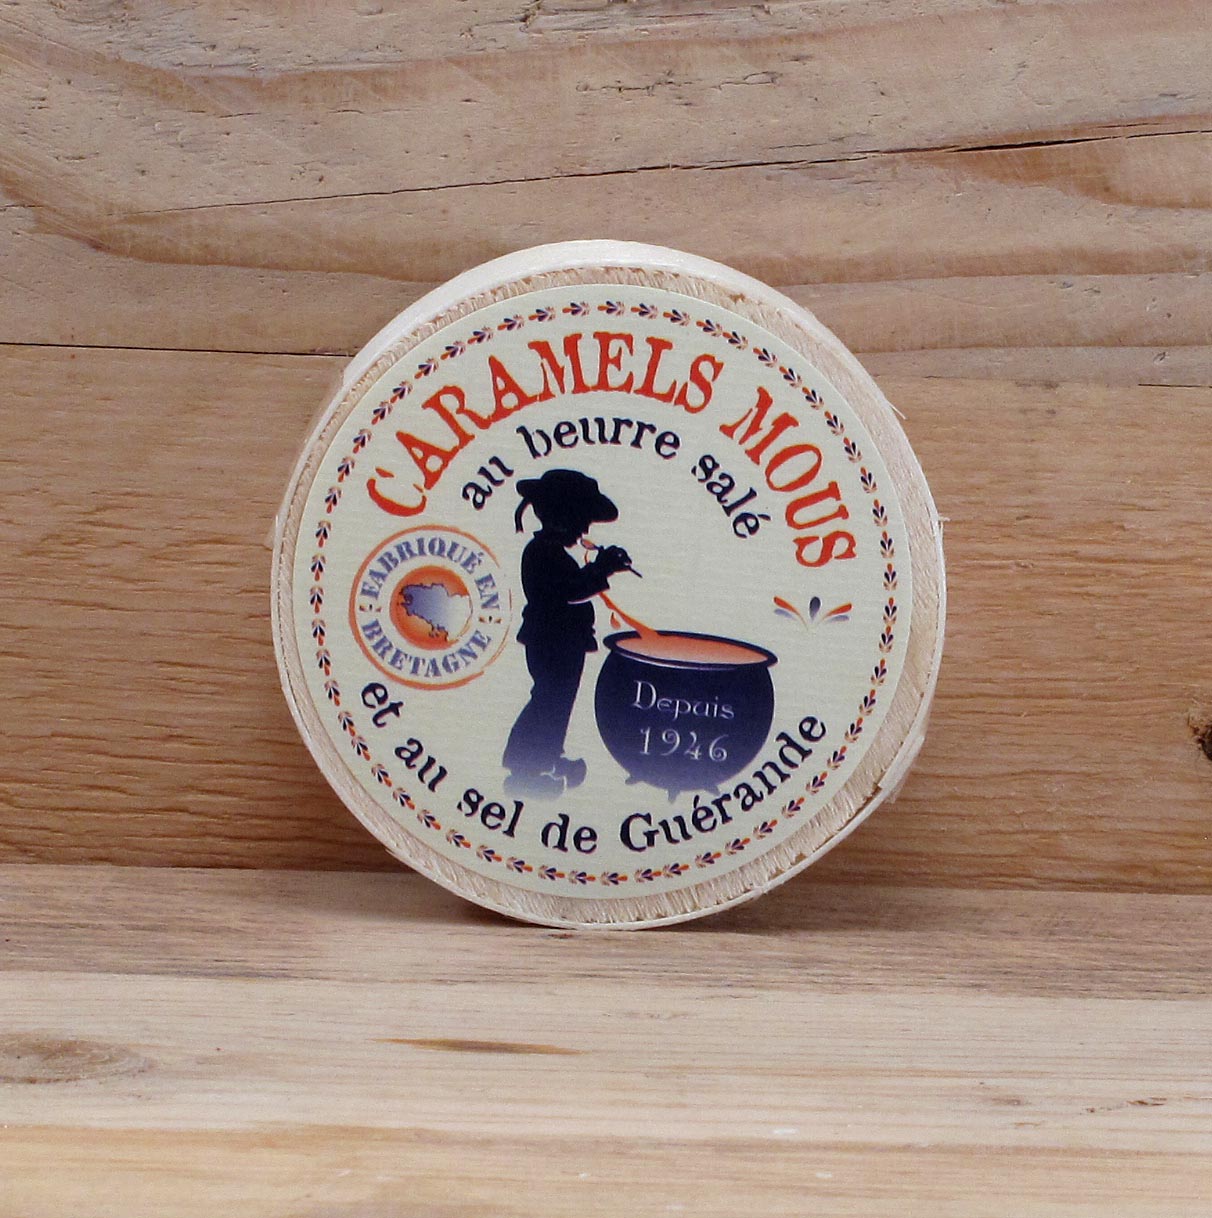 CARAMELS MOUS
au beurre salé
FABRIQUÉ EN
BRETAGNE
Depuis
1946
et au sel de Guérande